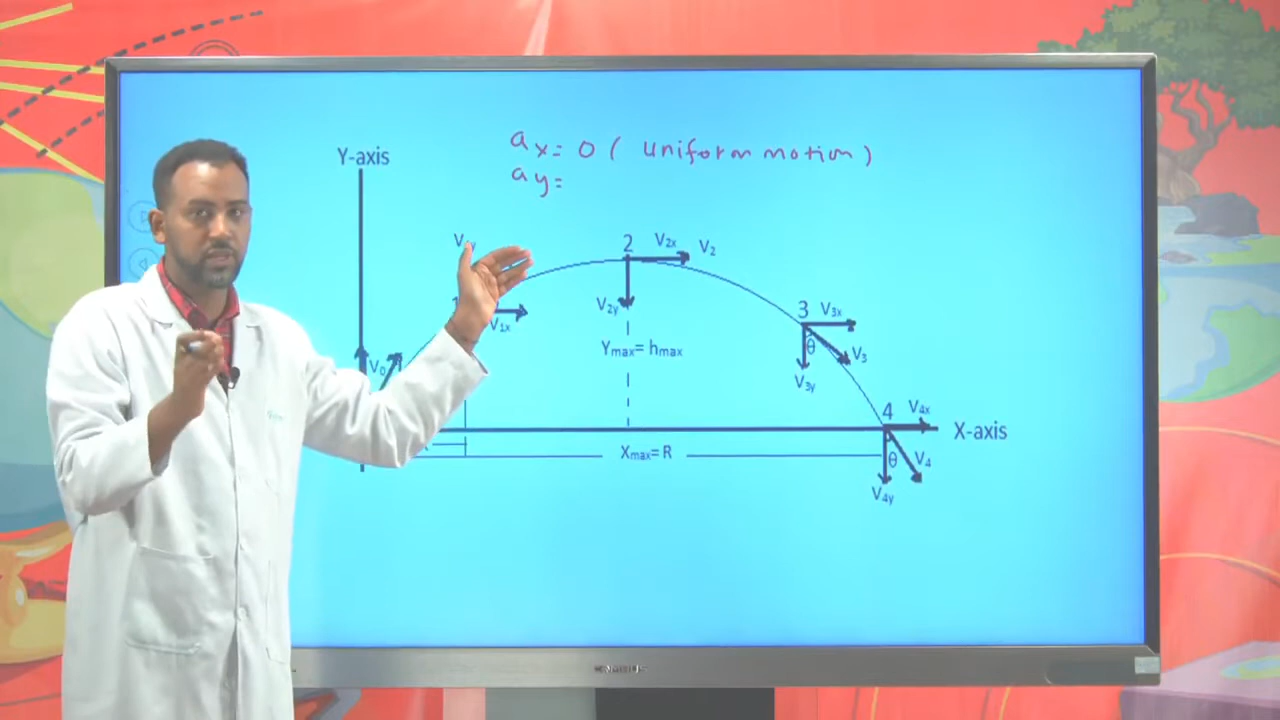 aₓ= 0 ( uniform motion)
ay=
Y-axis
2
V₂ₓ
V₂
V₂y
3
V₃ₓ
V₁ₓ
Yₘₐₓ= hₘₐₓ
θ
V₃
V₀
V₃y
4
V₄ₓ
X-axis
Xₘₐₓ= R
θ
V₄
V₄y